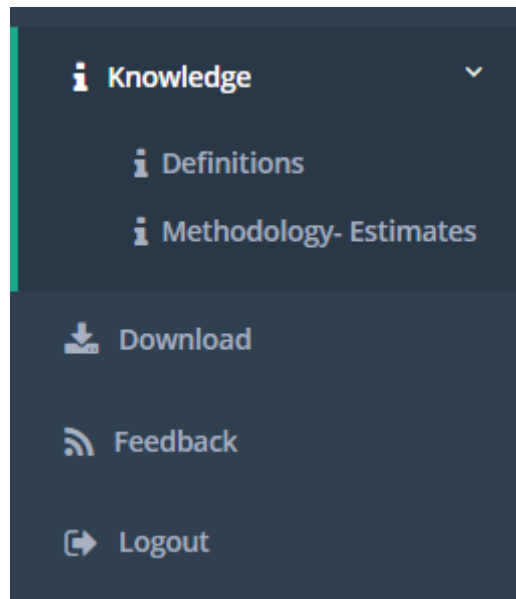 Knowledge
Definitions
Methodology- Estimates
Download
Feedback
Logout